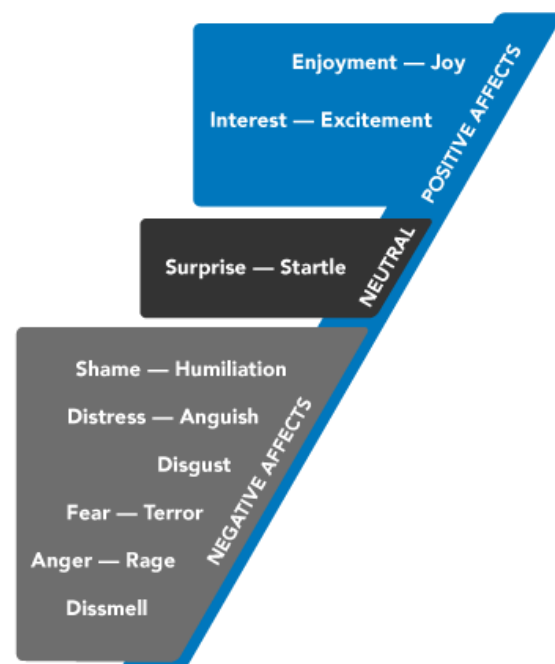 Enjoyment — Joy
Interest — Excitement
POSITIVE AFFECTS
Surprise — Startle
NEUTRAL
Shame — Humiliation
Distress — Anguish
Disgust
Fear — Terror
Anger — Rage
Dissmell
NEGATIVE AFFECTS